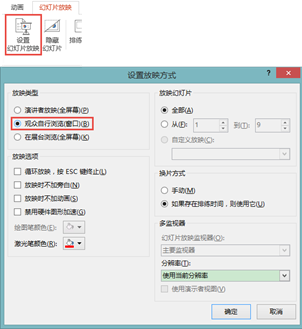 动画 幻灯片放映
设置
幻灯片放映
隐藏
幻灯片
排练
设置放映方式
? ×
放映类型
演讲者放映(全屏幕)(P)
观众自行浏览(窗口)(B)
在展台浏览(全屏幕)(K)
放映选项
循环放映，按 ESC 键终止(L)
放映时不加旁白(N)
放映时不加动画(S)
禁用硬件图形加速(G)
绘图笔颜色(E):
激光笔颜色(R):
放映幻灯片
全部(A)
从(F): 1 到(T): 9
自定义放映(C):
换片方式
手动(M)
如果存在排练时间，则使用它(U)
多监视器
幻灯片放映监视器(O):
主要监视器
分辨率(T):
使用当前分辨率
使用演示者视图(V)
确定 取消